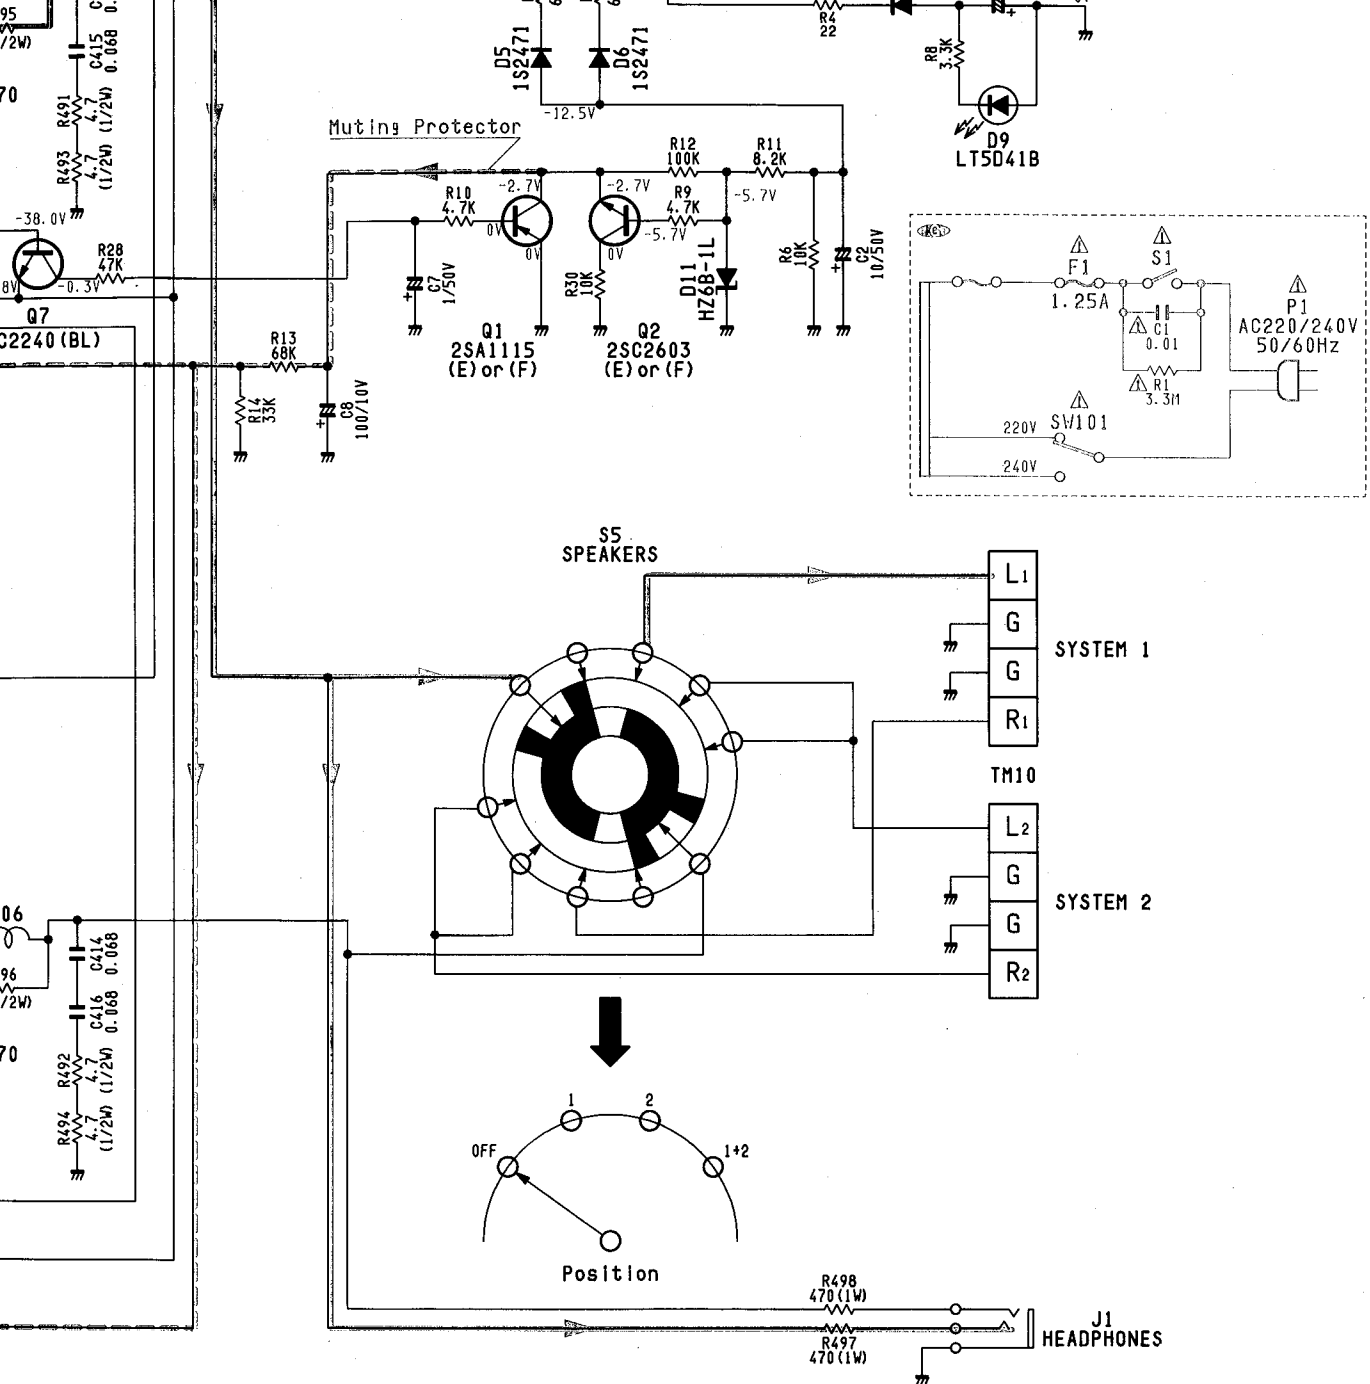 95
/2W)
C415
0.068
70
R491
4.7
(1/2W)
R493
4.7
(1/2W)
-38.0V
R28
47K
8V
-0.3V
Q7
C2240(BL)
D5
1S2471
D6
1S2471
-12.5V
R4
22
R8
3.3K
D9
LT5D41B
Muting Protector
R12
100K
R11
8.2K
-2.7V
-2.7V
-5.7V
R10
4.7K
R9
4.7K
0V
-5.7V
0V
0V
C7
1/50V
R30
10K
D11
HZ6B-1L
R6
10K
C2
10/50V
Q1
2SA1115
(E)or(F)
Q2
2SC2603
(E)or(F)
R13
68K
R14
33K
C8
100/10V
(KE)
F1
1.25A
S1
C1
0.01
R1
3.3M
P1
AC220/240V
50/60Hz
220V
SW101
240V
S5
SPEAKERS
L1
G
G
R1
SYSTEM 1
TM10
L2
G
G
R2
SYSTEM 2
06
C414
0.068
96
/2W)
C416
0.068
70
R492
4.7
(1/2W)
R494
4.7
(1/2W)
1
2
OFF
1+2
Position
R498
470(1W)
R497
470(1W)
J1
HEADPHONES